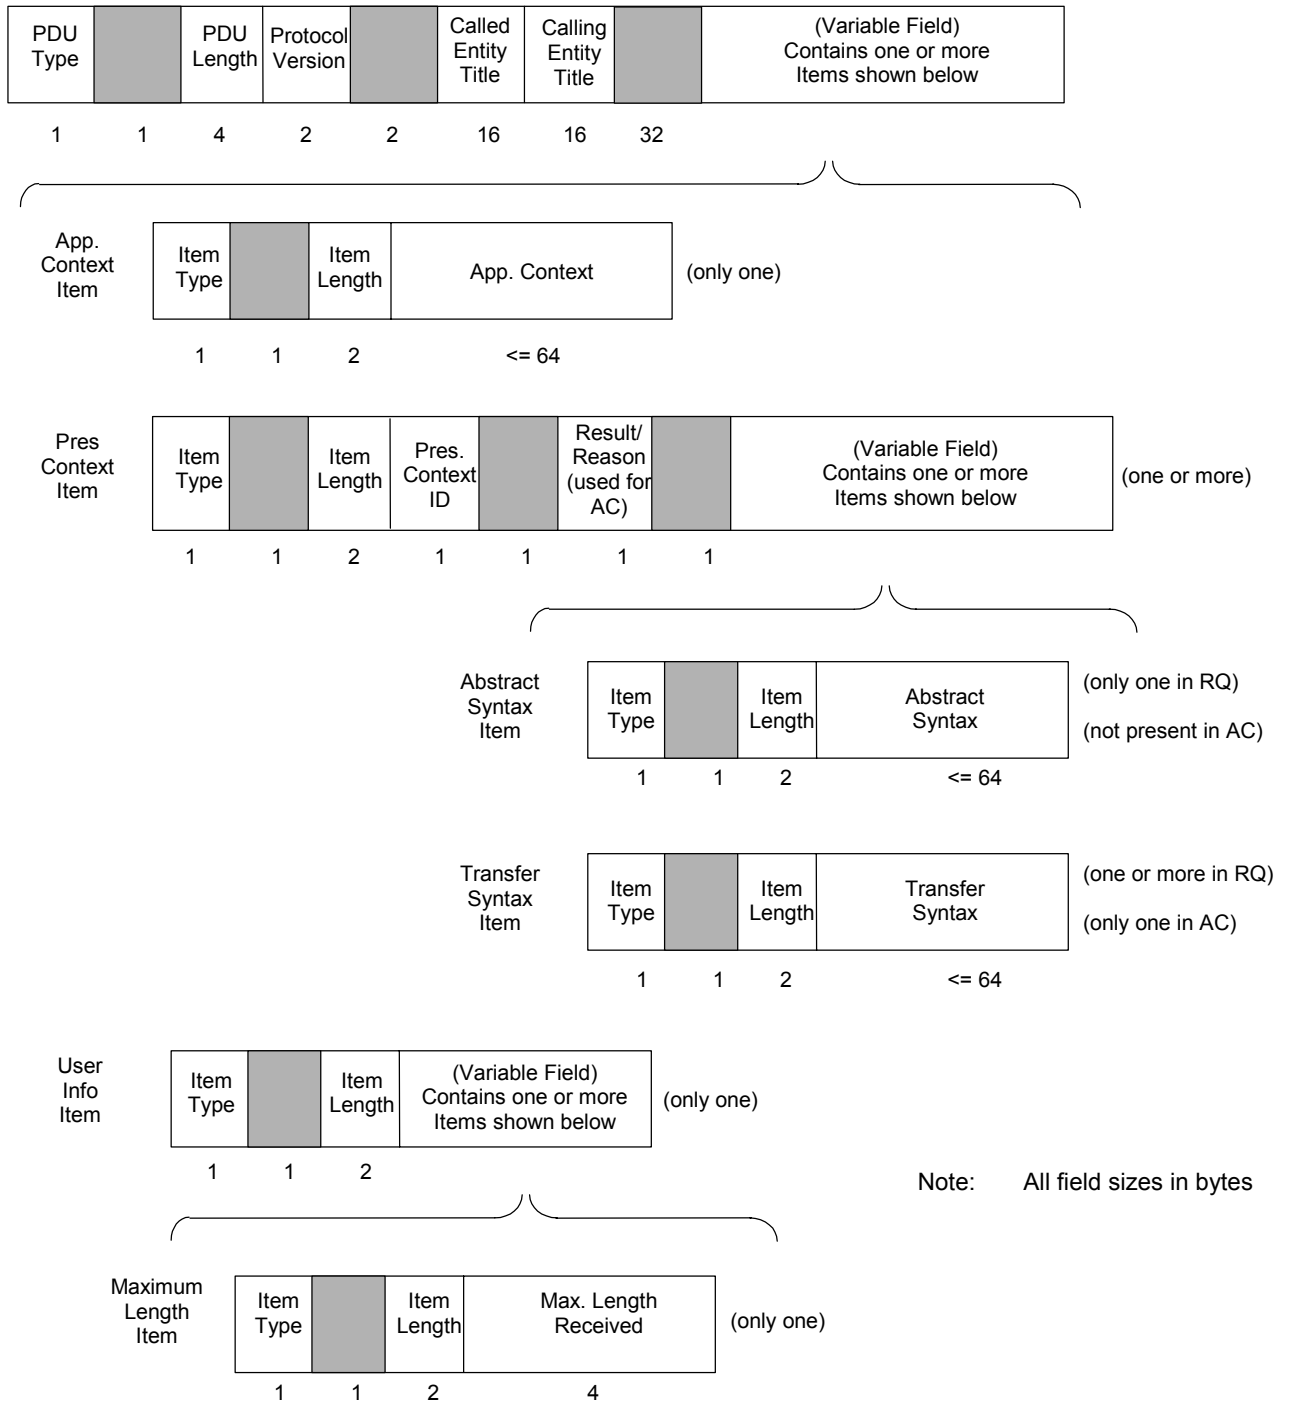 PDU
Type
PDU
Length
Protocol
Version
Called
Entity
Title
Calling
Entity
Title
(Variable Field)
Contains one or more
Items shown below
1 1 4 2 2 16 16 32
App.
Context
Item
Item
Type
Item
Length
App. Context
(only one)
1 1 2 <= 64
Pres
Context
Item
Item
Type
Item
Length
Pres.
Context
ID
Result/
Reason
(used for
AC)
(Variable Field)
Contains one or more
Items shown below
(one or more)
1 1 2 1 1 1 1
Abstract
Syntax
Item
Item
Type
Item
Length
Abstract
Syntax
(only one in RQ)
(not present in AC)
1 1 2 <= 64
Transfer
Syntax
Item
Item
Type
Item
Length
Transfer
Syntax
(one or more in RQ)
(only one in AC)
1 1 2 <= 64
User
Info
Item
Item
Type
Item
Length
(Variable Field)
Contains one or more
Items shown below
(only one)
1 1 2
Note: All field sizes in bytes
Maximum
Length
Item
Item
Type
Item
Length
Max. Length
Received
(only one)
1 1 2 4